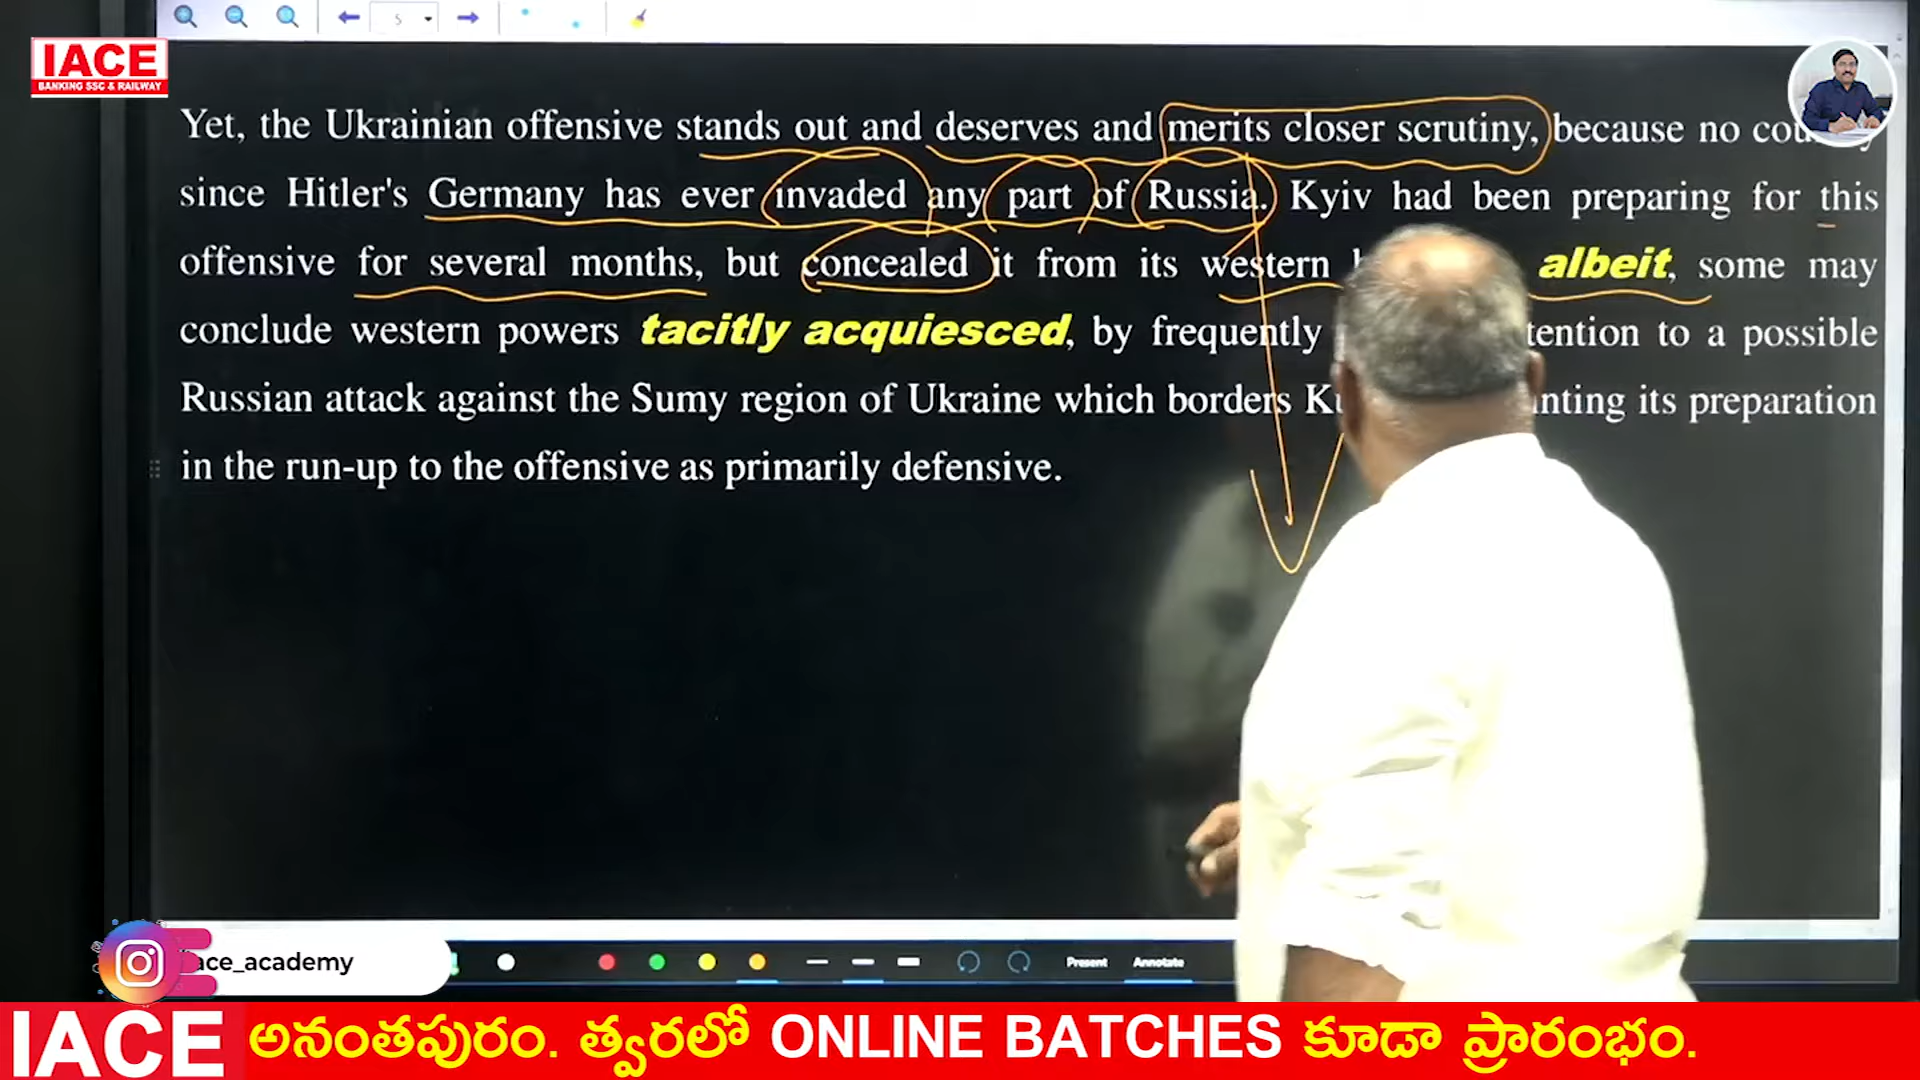 5
IACE
BANKING SSC & RAILWAY
Yet, the Ukrainian offensive stands out and deserves and merits closer scrutiny, because no
since Hitler's Germany has ever invaded any part of Russia. Kyiv had been preparing for this
offensive for several months, but concealed it from its western albeit, some may
conclude western powers tacitly acquiesced, by frequently to a possible
Russian attack against the Sumy region of Ukraine which borders its preparation
in the run-up to the offensive as primarily defensive.
iace_academy
Present Annotate
IACE అనంతపురం. త్వరలో ONLINE BATCHES కూడా ప్రారంభం.